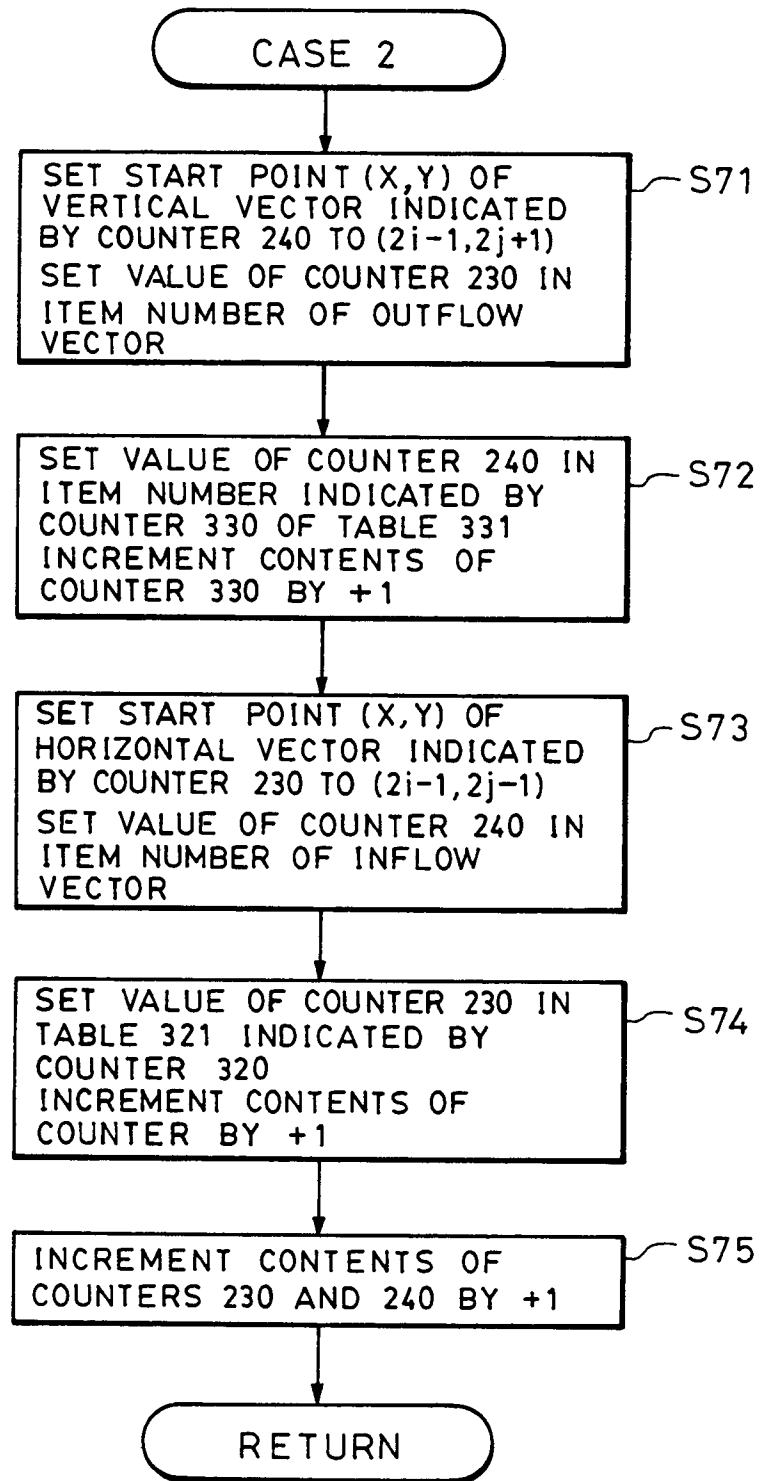 CASE 2
SET START POINT (X,Y) OF
VERTICAL VECTOR INDICATED
BY COUNTER 240 TO (2i-1,2j+1)
SET VALUE OF COUNTER 230 IN
ITEM NUMBER OF OUTFLOW
VECTOR
S71
SET VALUE OF COUNTER 240 IN
ITEM NUMBER INDICATED BY
COUNTER 330 OF TABLE 331
INCREMENT CONTENTS OF
COUNTER 330 BY +1
S72
SET START POINT (X,Y) OF
HORIZONTAL VECTOR INDICATED
BY COUNTER 230 TO (2i-1,2j-1)
SET VALUE OF COUNTER 240 IN
ITEM NUMBER OF INFLOW
VECTOR
S73
SET VALUE OF COUNTER 230 IN
TABLE 321 INDICATED BY
COUNTER 320
INCREMENT CONTENTS OF
COUNTER BY +1
S74
INCREMENT CONTENTS OF
COUNTERS 230 AND 240 BY +1
S75
RETURN